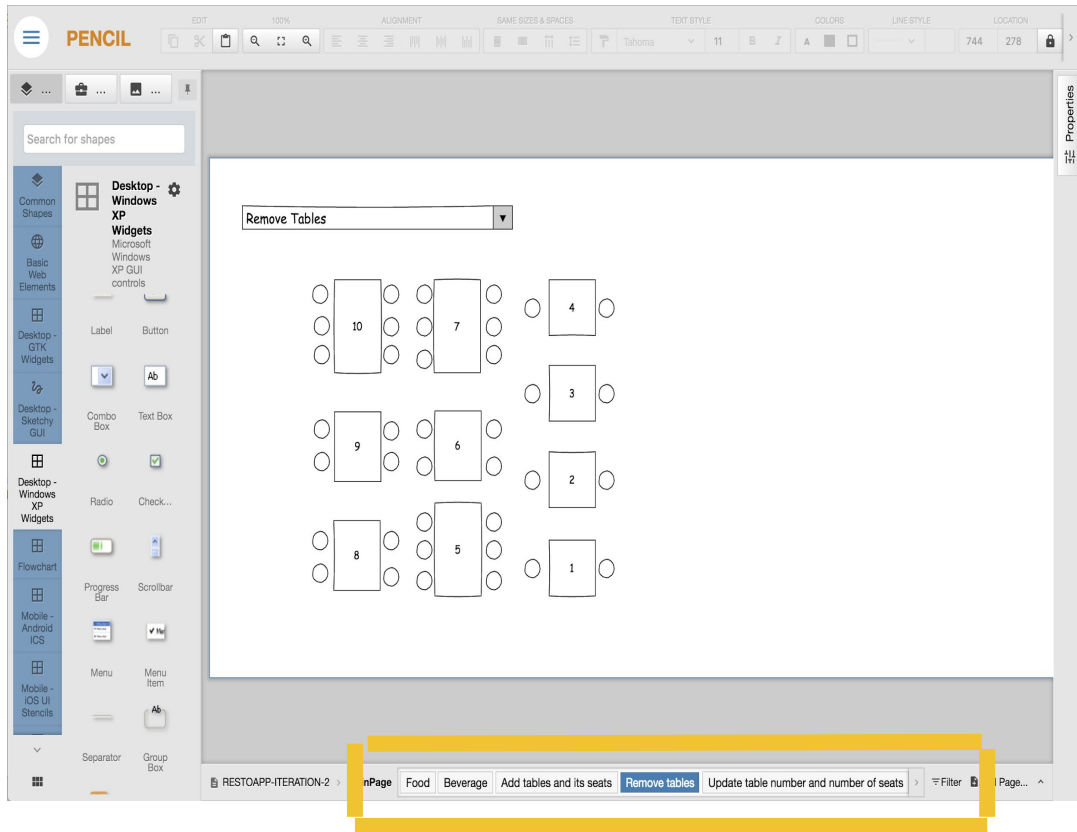 EDIT
100%
ALIGNMENT
SAME SIZES & SPACES
TEXT STYLE
COLORS
LINE STYLE
LOCATION
PENCIL
Tahoma
11
B
I
A
744
278
...
...
...
Properties
Search for shapes
Common
Shapes
Basic
Web
Elements
Desktop -
GTK
Widgets
Desktop -
Sketchy
GUI
Desktop -
Windows
XP
Widgets
Flowchart
Mobile -
Android
ICS
Mobile -
iOS UI
Stencils
Desktop -
Windows
XP
Widgets
Microsoft
Windows
XP GUI
controls
Label
Button
Ab
Combo
Box
Text Box
Radio
Check...
Progress
Bar
Scrollbar
Menu
Menu
Item
Ab
Separator
Group
Box
Remove Tables
10
7
4
3
9
6
2
8
5
1
RESTOAPP-ITERATION-2
nPage
Food
Beverage
Add tables and its seats
Remove tables
Update table number and number of seats
Filter
Page...